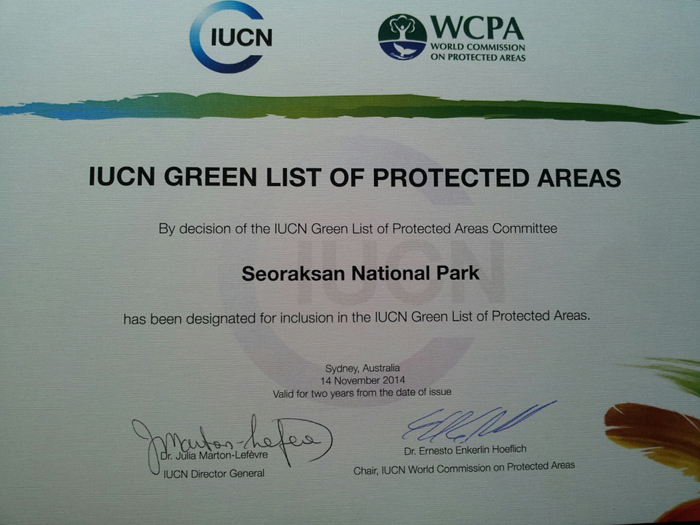 IUCN
WCPA
WORLD COMMISSION
ON PROTECTED AREAS
IUCN GREEN LIST OF PROTECTED AREAS
By decision of the IUCN Green List of Protected Areas Committee
IUCN
Seoraksan National Park
has been designated for inclusion in the IUCN Green List of Protected Areas.
Sydney, Australia
14 November 2014
Valid for two years from the date of issue
Dr. Julia Marton-Lefèvre
IUCN Director General
Dr. Ernesto Enkerlin Hoeflich
Chair, IUCN World Commission on Protected Areas